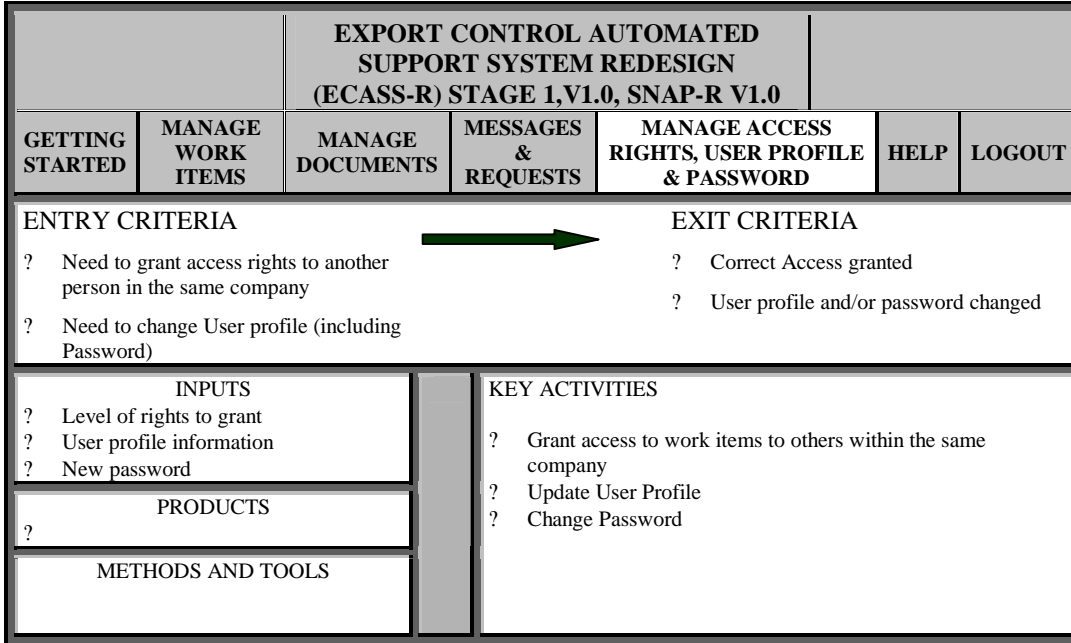 EXPORT CONTROL AUTOMATED
SUPPORT SYSTEM REDESIGN
(ECASS-R) STAGE 1,V1.0, SNAP-R V1.0
GETTING
STARTED
MANAGE
WORK
ITEMS
MANAGE
DOCUMENTS
MESSAGES
&
REQUESTS
MANAGE ACCESS
RIGHTS, USER PROFILE
& PASSWORD
HELP
LOGOUT
ENTRY CRITERIA
? Need to grant access rights to another
person in the same company
? Need to change User profile (including
Password)
EXIT CRITERIA
? Correct Access granted
? User profile and/or password changed
INPUTS
? Level of rights to grant
? User profile information
? New password
PRODUCTS
?
METHODS AND TOOLS
KEY ACTIVITIES
? Grant access to work items to others within the same
company
? Update User Profile
? Change Password